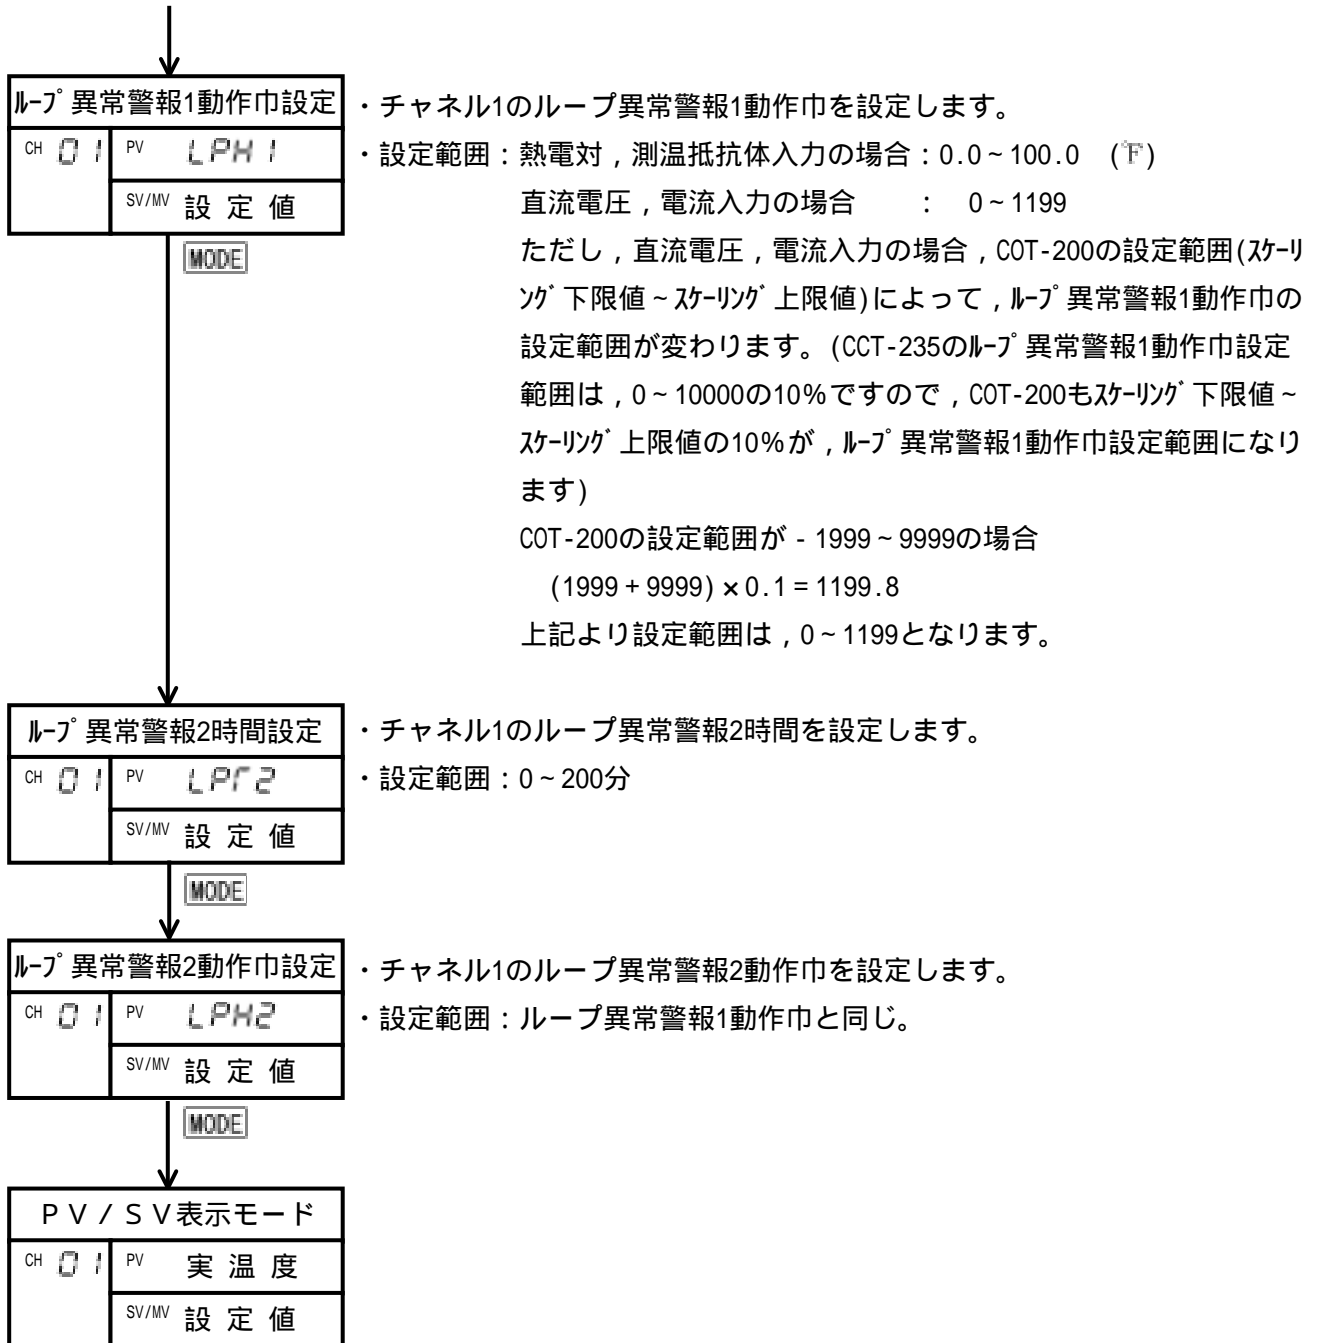 ループ異常警報1動作巾設定
CH 01 PV LPH1
SV/MV 設 定 値
MODE
・チャネル1のループ異常警報1動作巾を設定します。
・設定範囲：熱電対，測温抵抗体入力の場合：0.0～100.0 (℉)
直流電圧，電流入力の場合 ： 0～1199
ただし，直流電圧，電流入力の場合，COT-200の設定範囲(スケーリ
ング下限値～スケーリング上限値)によって，ループ異常警報1動作巾の
設定範囲が変わります。(CCT-235のループ異常警報1動作巾設定
範囲は，0～10000の10％ですので，COT-200もスケーリング下限値～
スケーリング上限値の10％が，ループ異常警報1動作巾設定範囲になり
ます)
COT-200の設定範囲が－1999～9999の場合
(1999＋9999)×0.1＝1199.8
上記より設定範囲は，0～1199となります。
ループ異常警報2時間設定
CH 01 PV LPT2
SV/MV 設 定 値
MODE
・チャネル1のループ異常警報2時間を設定します。
・設定範囲：0～200分
ループ異常警報2動作巾設定
CH 01 PV LPH2
SV/MV 設 定 値
MODE
・チャネル1のループ異常警報2動作巾を設定します。
・設定範囲：ループ異常警報1動作巾と同じ。
ＰＶ／ＳＶ表示モード
CH 01 PV 実 温 度
SV/MV 設 定 値